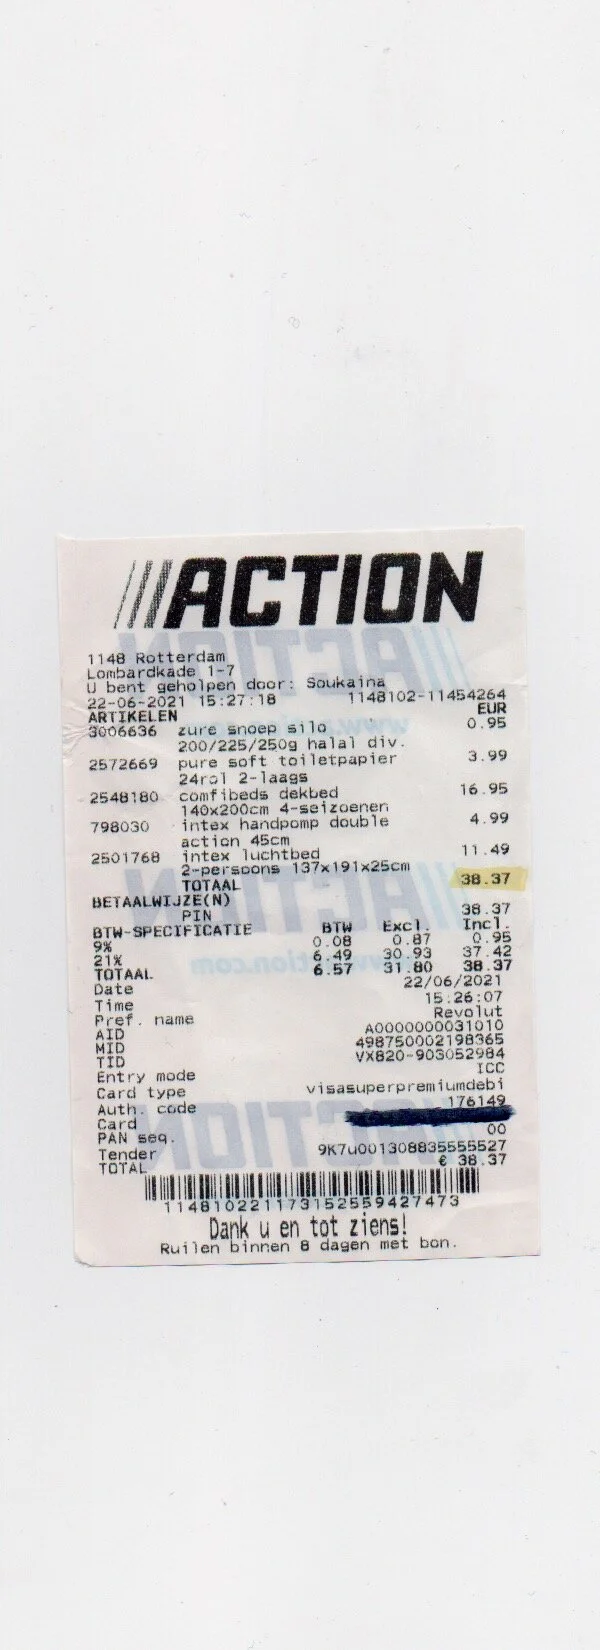 ACTION
1148 Rotterdam
Lombardkade 1-7
U bent geholpen door: Soukaina
22-06-2021 15:27:18 1148102-11454264
ARTIKELEN EUR
3006636 zure snoep silo 0.95
200/225/250g halal div.
2572669 pure soft toiletpapier 3.99
24rol 2-laags
2548180 comfibeds dekbed 16.95
140x200cm 4-seizoenen
798030 intex handpomp double 4.99
action 45cm
2501768 intex luchtbed 11.49
2-persoons 137x191x25cm
TOTAAL 38.37
BETAALWIJZE(N)
PIN 38.37
BTW-SPECIFICATIE BTW Excl. Incl.
9% 0.08 0.87 0.95
21% 6.49 30.93 37.42
TOTAAL 6.57 31.80 38.37
Date 22/06/2021
Time 15:26:07
Pref. name Revolut
AID A0000000031010
MID 498750002198365
TID VX820-903052984
Entry mode ICC
Card type visasuperpremiumdebi
Auth. code 176149
Card
PAN seq. 00
Tender 9K7u001308835555527
TOTAL € 38.37
114810221173152559427473
Dank u en tot ziens!
Ruilen binnen 8 dagen met bon.